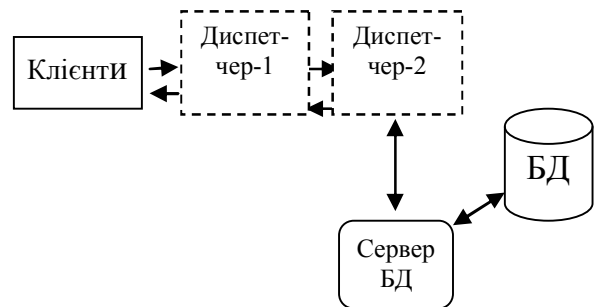 Клієнти
Диспет-
чер-1
Диспет-
чер-2
БД
Сервер
БД